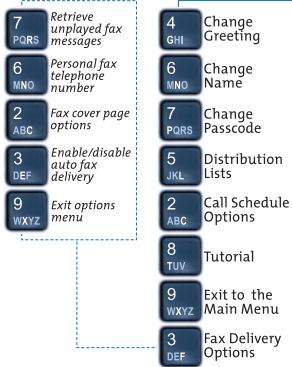 7
PQRS
Retrieve
unplayed fax
messages
6
MNO
Personal fax
telephone
number
2
ABC
Fax cover page
options
3
DEF
Enable/disable
auto fax
delivery
9
WXYZ
Exit options
menu
4
GHI
Change
Greeting
6
MNO
Change
Name
7
PQRS
Change
Passcode
5
JKL
Distribution
Lists
2
ABC
Call Schedule
Options
8
TUV
Tutorial
9
WXYZ
Exit to the
Main Menu
3
DEF
Fax Delivery
Options